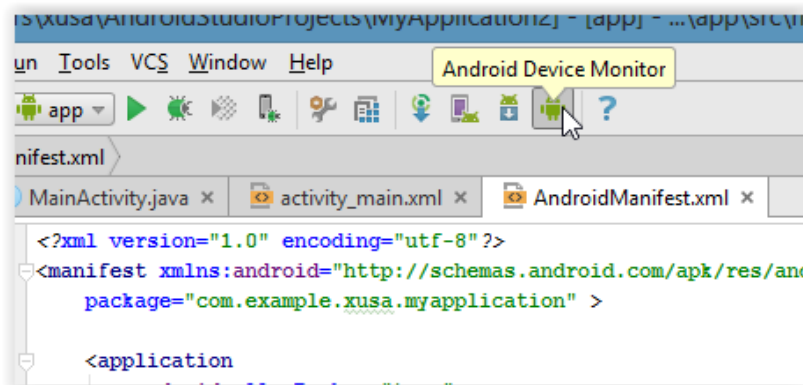 rs\xusa\AndroidStudioProjects\MyApplication2] - [app] - ...\app\src\m
un Tools VCS Window Help
Android Device Monitor
app
?
nifest.xml
MainActivity.java × activity_main.xml × AndroidManifest.xml ×
<?xml version="1.0" encoding="utf-8"?>
<manifest xmlns:android="http://schemas.android.com/apk/res/and
package="com.example.xusa.myapplication" >
<application